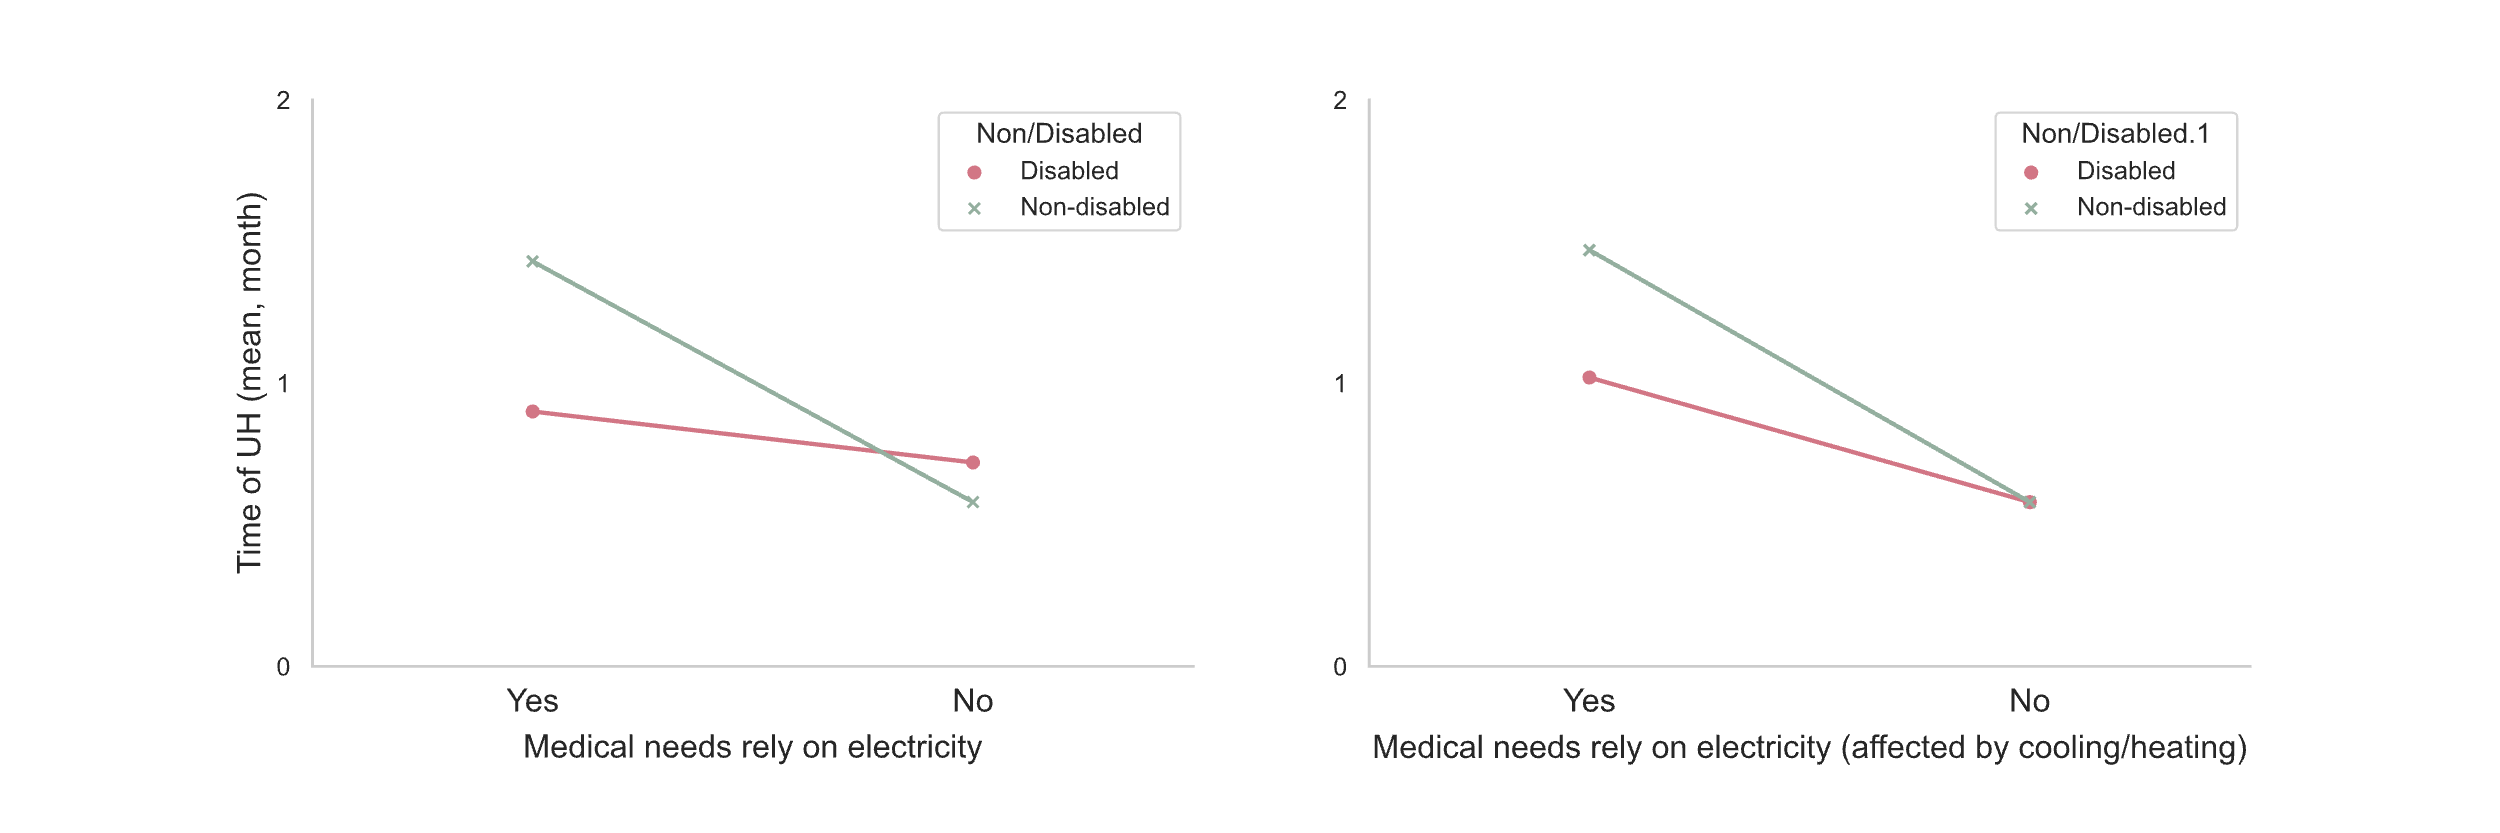 2
1
0
Time of UH (mean, month)
Non/Disabled
Disabled
Non-disabled
Yes
No
Medical needs rely on electricity
2
1
0
Non/Disabled.1
Disabled
Non-disabled
Yes
No
Medical needs rely on electricity (affected by cooling/heating)